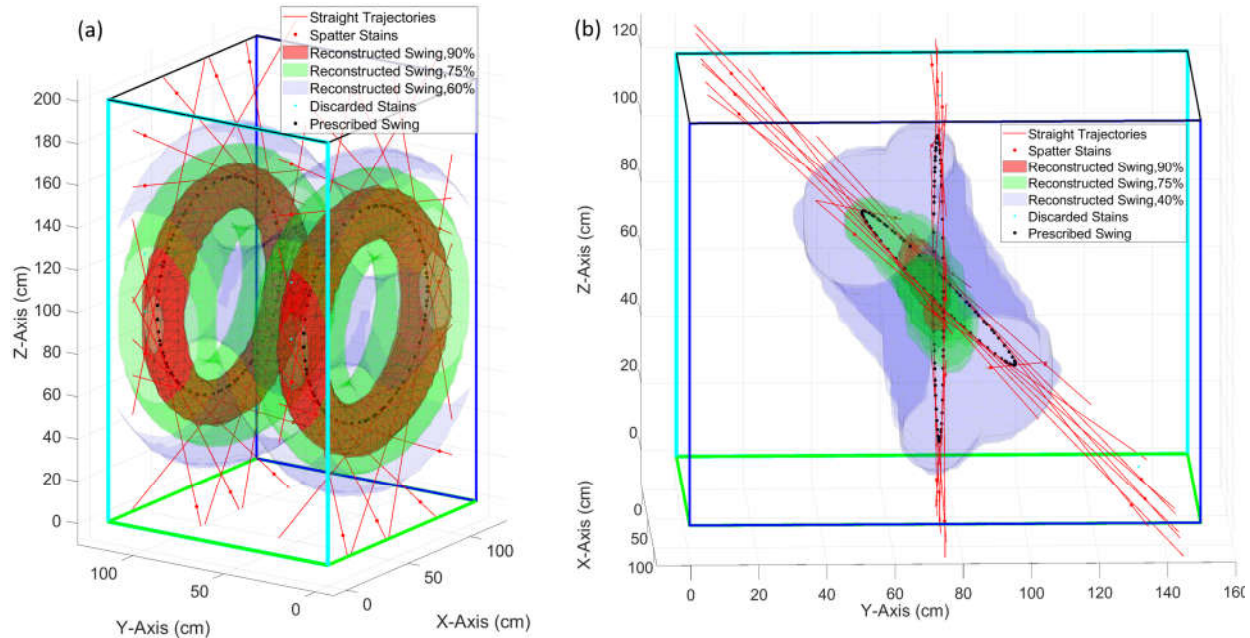 (a)
Straight Trajectories
Spatter Stains
Reconstructed Swing,90%
Reconstructed Swing,75%
Reconstructed Swing,60%
Discarded Stains
Prescribed Swing
200
180
160
140
120
100
80
60
40
20
0
Z-Axis (cm)
100
50
0
Y-Axis (cm)
0
50
100
X-Axis (cm)
(b)
Straight Trajectories
Spatter Stains
Reconstructed Swing,90%
Reconstructed Swing,75%
Reconstructed Swing,40%
Discarded Stains
Prescribed Swing
120
100
80
60
40
20
0
Z-Axis (cm)
0
50
100
X-Axis (cm)
0
20
40
60
80
100
120
140
160
Y-Axis (cm)